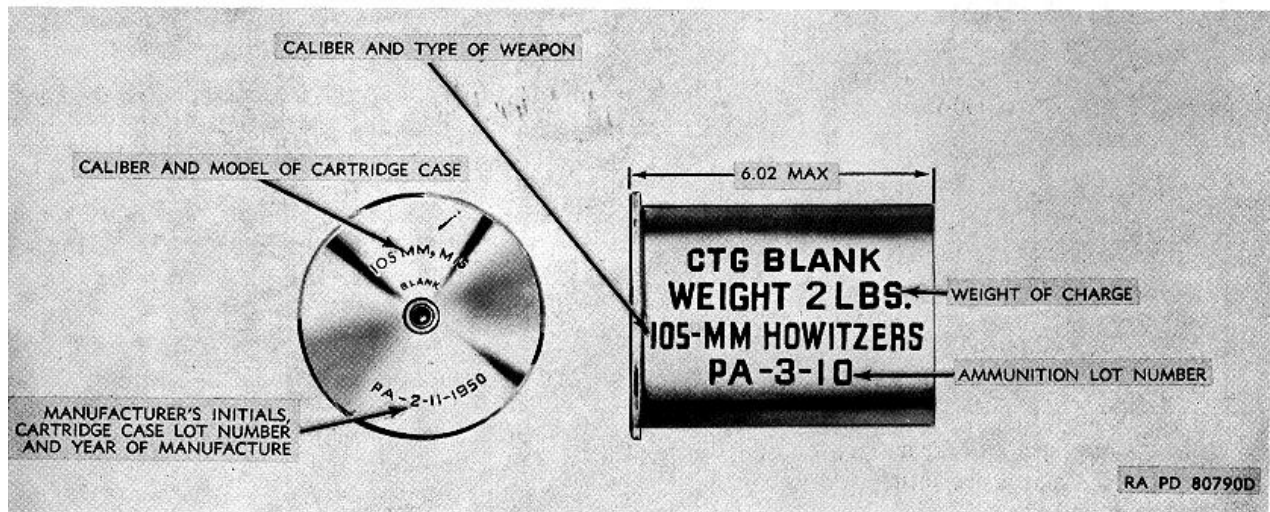 CALIBER AND TYPE OF WEAPON
CALIBER AND MODEL OF CARTRIDGE CASE
105 MM, M15
BLANK
PA-2-11-1950
MANUFACTURER'S INITIALS,
CARTRIDGE CASE LOT NUMBER
AND YEAR OF MANUFACTURE
6.02 MAX
CTG BLANK
WEIGHT 2 LBS.
105-MM HOWITZERS
PA-3-10
WEIGHT OF CHARGE
AMMUNITION LOT NUMBER
RA PD 80790D